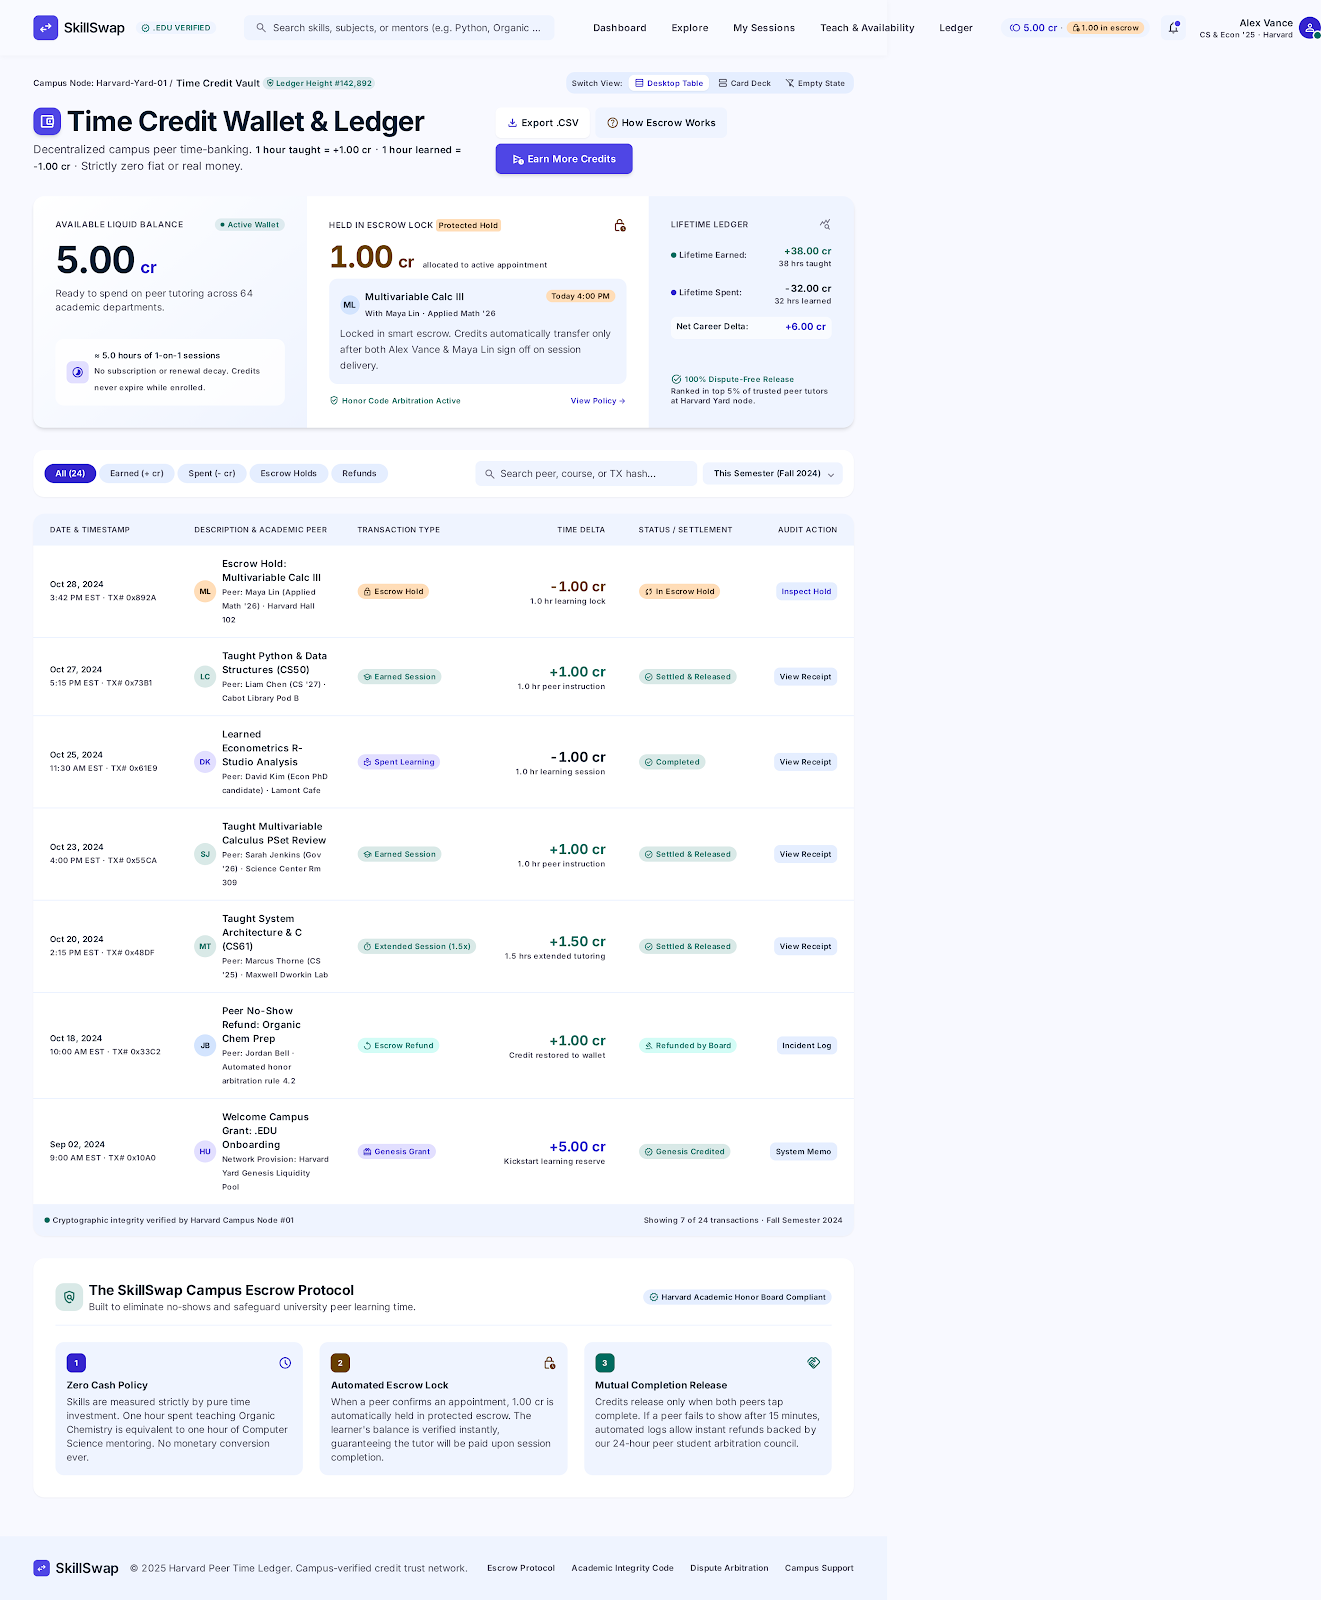 SkillSwap
.EDU VERIFIED
Search skills, subjects, or mentors (e.g. Python, Organic ...
Dashboard
Explore
My Sessions
Teach & Availability
Ledger
5.00 cr ·
1.00 in escrow
Alex Vance
CS & Econ '25 · Harvard
Campus Node: Harvard-Yard-01 / Time Credit Vault
Ledger Height #142,892
Switch View:
Desktop Table
Card Deck
Empty State
Time Credit Wallet & Ledger
Decentralized campus peer time-banking. 1 hour taught = +1.00 cr · 1 hour learned =
-1.00 cr · Strictly zero fiat or real money.
Export .CSV
How Escrow Works
Earn More Credits
AVAILABLE LIQUID BALANCE
Active Wallet
5.00 cr
Ready to spend on peer tutoring across 64
academic departments.
≈ 5.0 hours of 1-on-1 sessions
No subscription or renewal decay. Credits
never expire while enrolled.
HELD IN ESCROW LOCK
Protected Hold
1.00 cr allocated to active appointment
ML
Multivariable Calc III
With Maya Lin · Applied Math '26
Today 4:00 PM
Locked in smart escrow. Credits automatically transfer only
after both Alex Vance & Maya Lin sign off on session
delivery.
Honor Code Arbitration Active
View Policy →
LIFETIME LEDGER
Lifetime Earned:
+38.00 cr
38 hrs taught
Lifetime Spent:
-32.00 cr
32 hrs learned
Net Career Delta:
+6.00 cr
100% Dispute-Free Release
Ranked in top 5% of trusted peer tutors
at Harvard Yard node.
All (24)
Earned (+ cr)
Spent (- cr)
Escrow Holds
Refunds
Search peer, course, or TX hash...
This Semester (Fall 2024)
DATE & TIMESTAMP
DESCRIPTION & ACADEMIC PEER
TRANSACTION TYPE
TIME DELTA
STATUS / SETTLEMENT
AUDIT ACTION
Oct 28, 2024
3:42 PM EST · TX# 0x892A
ML
Escrow Hold:
Multivariable Calc III
Peer: Maya Lin (Applied
Math '26) · Harvard Hall
102
Escrow Hold
-1.00 cr
1.0 hr learning lock
In Escrow Hold
Inspect Hold
Oct 27, 2024
5:15 PM EST · TX# 0x73B1
LC
Taught Python & Data
Structures (CS50)
Peer: Liam Chen (CS '27) ·
Cabot Library Pod B
Earned Session
+1.00 cr
1.0 hr peer instruction
Settled & Released
View Receipt
Oct 25, 2024
11:30 AM EST · TX# 0x61E9
DK
Learned
Econometrics R-
Studio Analysis
Peer: David Kim (Econ PhD
candidate) · Lamont Cafe
Spent Learning
-1.00 cr
1.0 hr learning session
Completed
View Receipt
Oct 23, 2024
4:00 PM EST · TX# 0x55CA
SJ
Taught Multivariable
Calculus PSet Review
Peer: Sarah Jenkins (Gov
'26) · Science Center Rm
309
Earned Session
+1.00 cr
1.0 hr peer instruction
Settled & Released
View Receipt
Oct 20, 2024
2:15 PM EST · TX# 0x48DF
MT
Taught System
Architecture & C
(CS61)
Peer: Marcus Thorne (CS
'25) · Maxwell Dworkin Lab
Extended Session (1.5x)
+1.50 cr
1.5 hrs extended tutoring
Settled & Released
View Receipt
Oct 18, 2024
10:00 AM EST · TX# 0x33C2
JB
Peer No-Show
Refund: Organic
Chem Prep
Peer: Jordan Bell ·
Automated honor
arbitration rule 4.2
Escrow Refund
+1.00 cr
Credit restored to wallet
Refunded by Board
Incident Log
Sep 02, 2024
9:00 AM EST · TX# 0x10A0
HU
Welcome Campus
Grant: .EDU
Onboarding
Network Provision: Harvard
Yard Genesis Liquidity
Pool
Genesis Grant
+5.00 cr
Kickstart learning reserve
Genesis Credited
System Memo
Cryptographic integrity verified by Harvard Campus Node #01
Showing 7 of 24 transactions · Fall Semester 2024
The SkillSwap Campus Escrow Protocol
Built to eliminate no-shows and safeguard university peer learning time.
Harvard Academic Honor Board Compliant
1
Zero Cash Policy
Skills are measured strictly by pure time
investment. One hour spent teaching Organic
Chemistry is equivalent to one hour of Computer
Science mentoring. No monetary conversion
ever.
2
Automated Escrow Lock
When a peer confirms an appointment, 1.00 cr is
automatically held in protected escrow. The
learner's balance is verified instantly,
guaranteeing the tutor will be paid upon session
completion.
3
Mutual Completion Release
Credits release only when both peers tap
complete. If a peer fails to show after 15 minutes,
automated logs allow instant refunds backed by
our 24-hour peer student arbitration council.
SkillSwap
© 2025 Harvard Peer Time Ledger. Campus-verified credit trust network.
Escrow Protocol
Academic Integrity Code
Dispute Arbitration
Campus Support